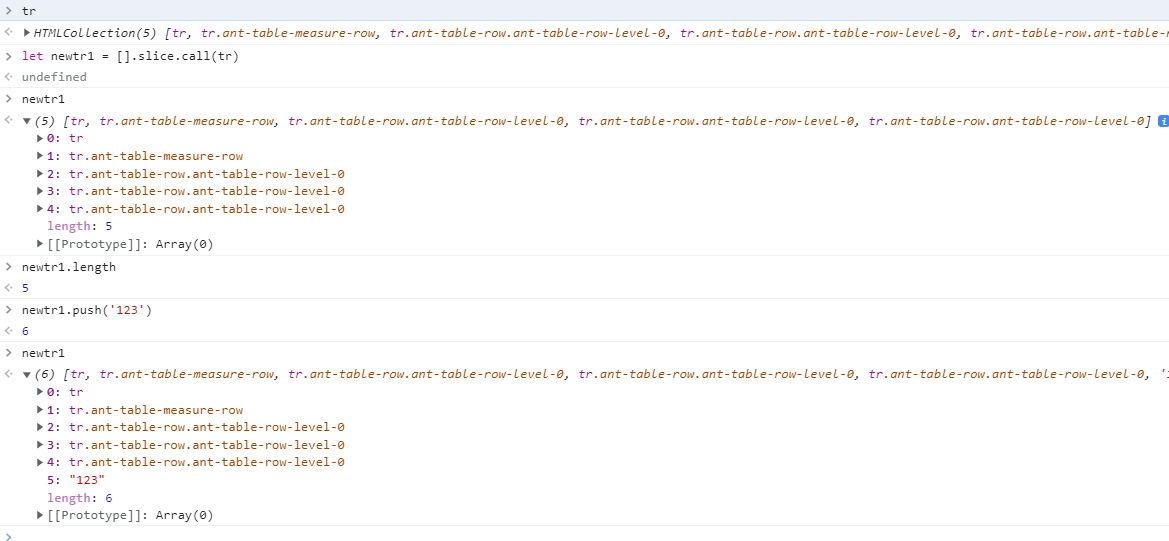 tr
HTMLCollection(5) [tr, tr.ant-table-measure-row, tr.ant-table-row.ant-table-row-level-0, tr.ant-table-row.ant-table-row-level-0, tr.ant-table-row.ant-table-r
let newtr1 = [].slice.call(tr)
undefined
newtr1
(5) [tr, tr.ant-table-measure-row, tr.ant-table-row.ant-table-row-level-0, tr.ant-table-row.ant-table-row-level-0, tr.ant-table-row.ant-table-row-level-0] i
0: tr
1: tr.ant-table-measure-row
2: tr.ant-table-row.ant-table-row-level-0
3: tr.ant-table-row.ant-table-row-level-0
4: tr.ant-table-row.ant-table-row-level-0
length: 5
[[Prototype]]: Array(0)
newtr1.length
5
newtr1.push('123')
6
newtr1
(6) [tr, tr.ant-table-measure-row, tr.ant-table-row.ant-table-row-level-0, tr.ant-table-row.ant-table-row-level-0, tr.ant-table-row.ant-table-row-level-0, '1
0: tr
1: tr.ant-table-measure-row
2: tr.ant-table-row.ant-table-row-level-0
3: tr.ant-table-row.ant-table-row-level-0
4: tr.ant-table-row.ant-table-row-level-0
5: "123"
length: 6
[[Prototype]]: Array(0)